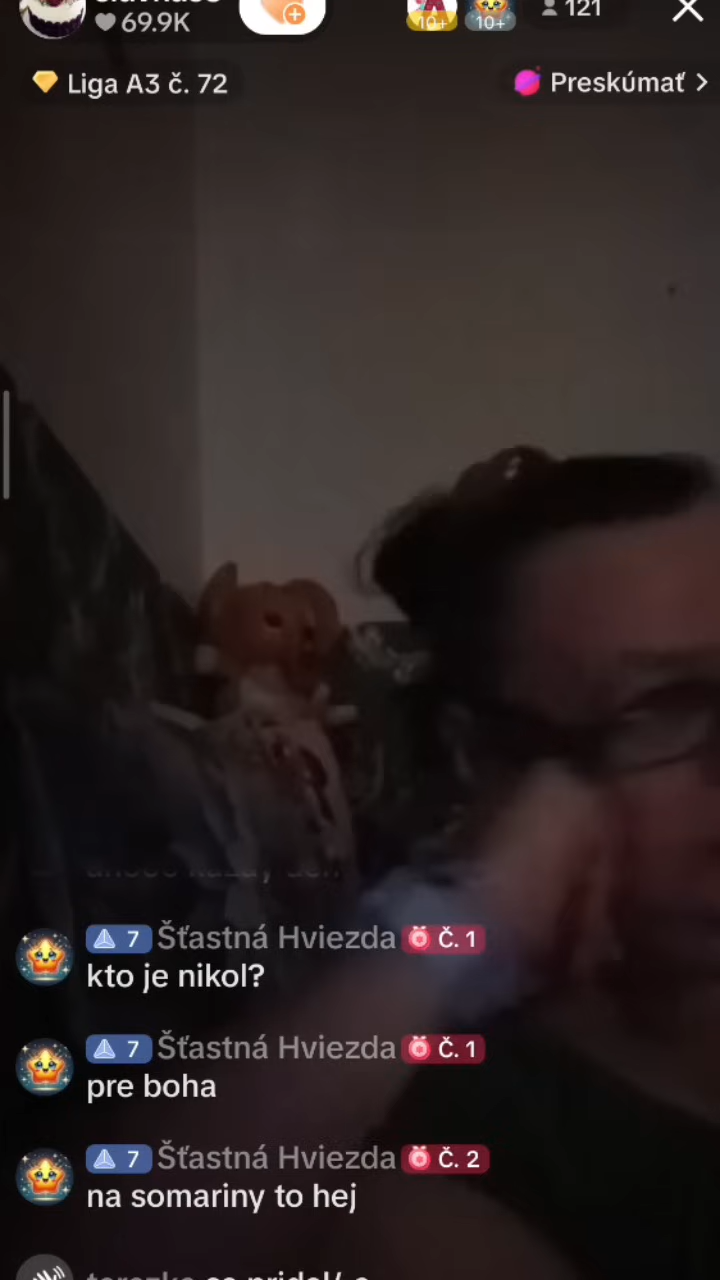 69.9K
10+
10+
121
Liga A3 č. 72
Preskúmať >
7 Šťastná Hviezda Č. 1
kto je nikol?
7 Šťastná Hviezda Č. 1
pre boha
7 Šťastná Hviezda Č. 2
na somariny to hej